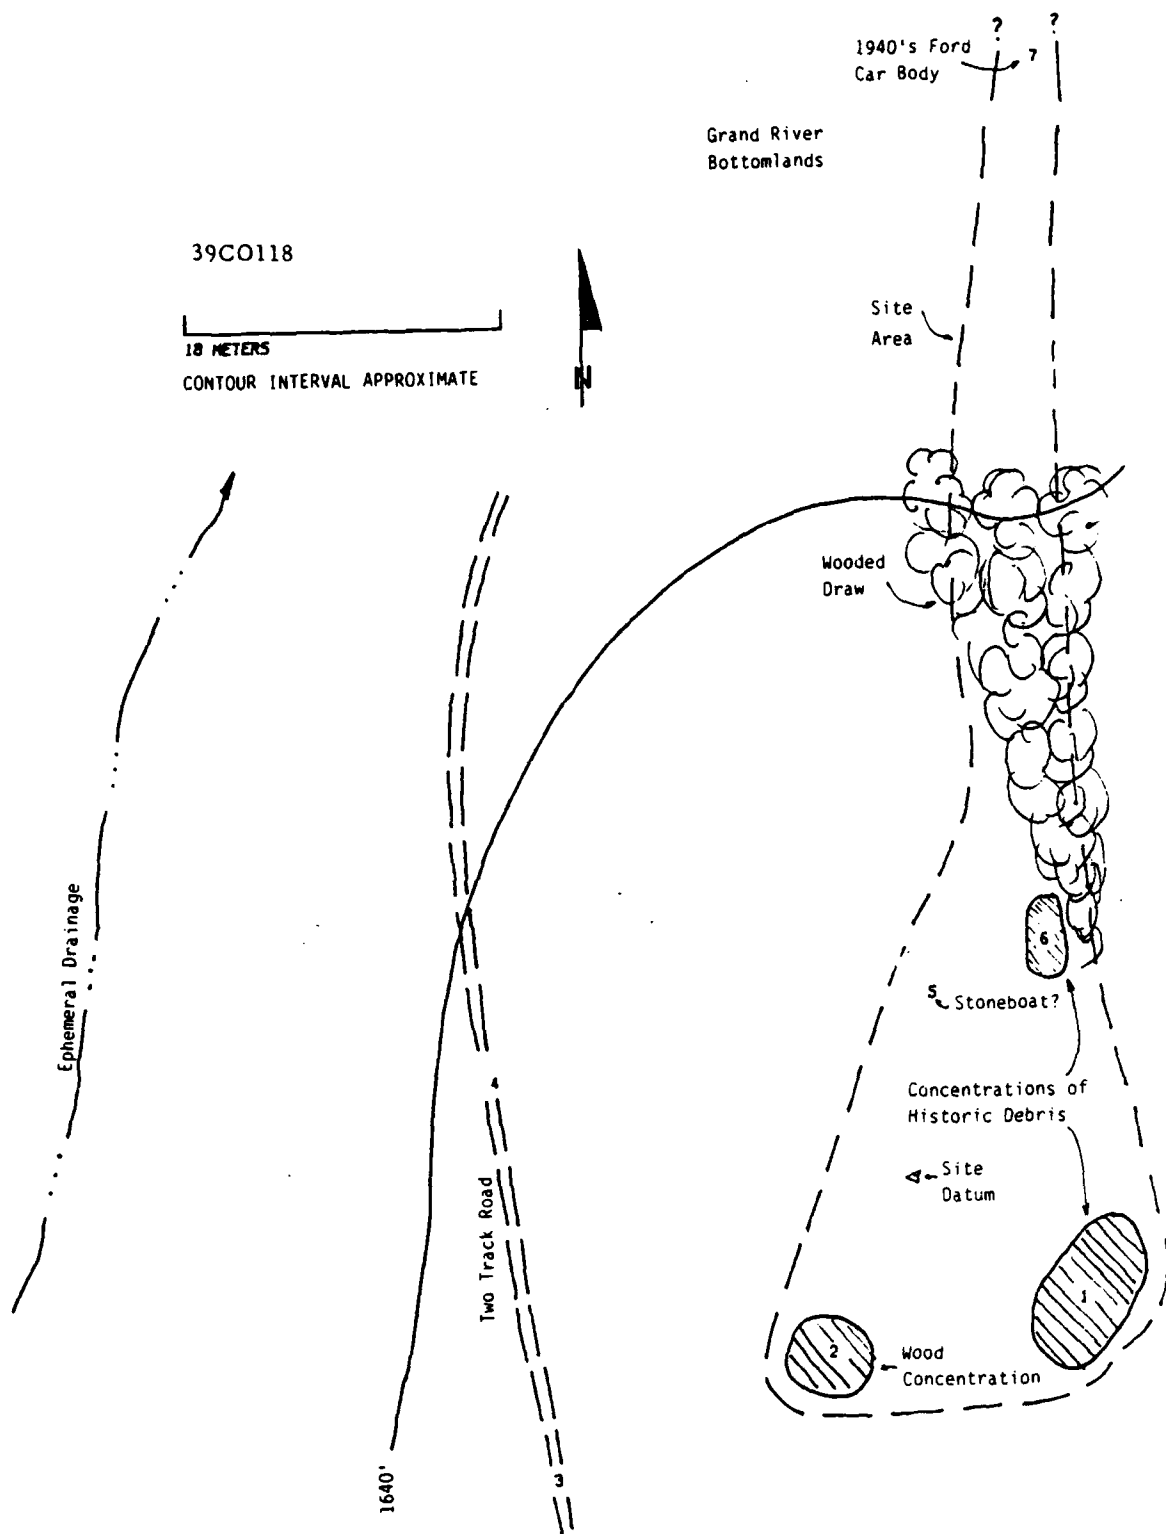 ?
?
1940's Ford
Car Body
7
Grand River
Bottomlands
39CO118
18 METERS
CONTOUR INTERVAL APPROXIMATE
N
Site
Area
Wooded
Draw
Ephemeral Drainage
6
5
Stoneboat?
Concentrations of
Historic Debris
4
Site
Datum
Two Track Road
1
2
Wood
Concentration
3
1640'